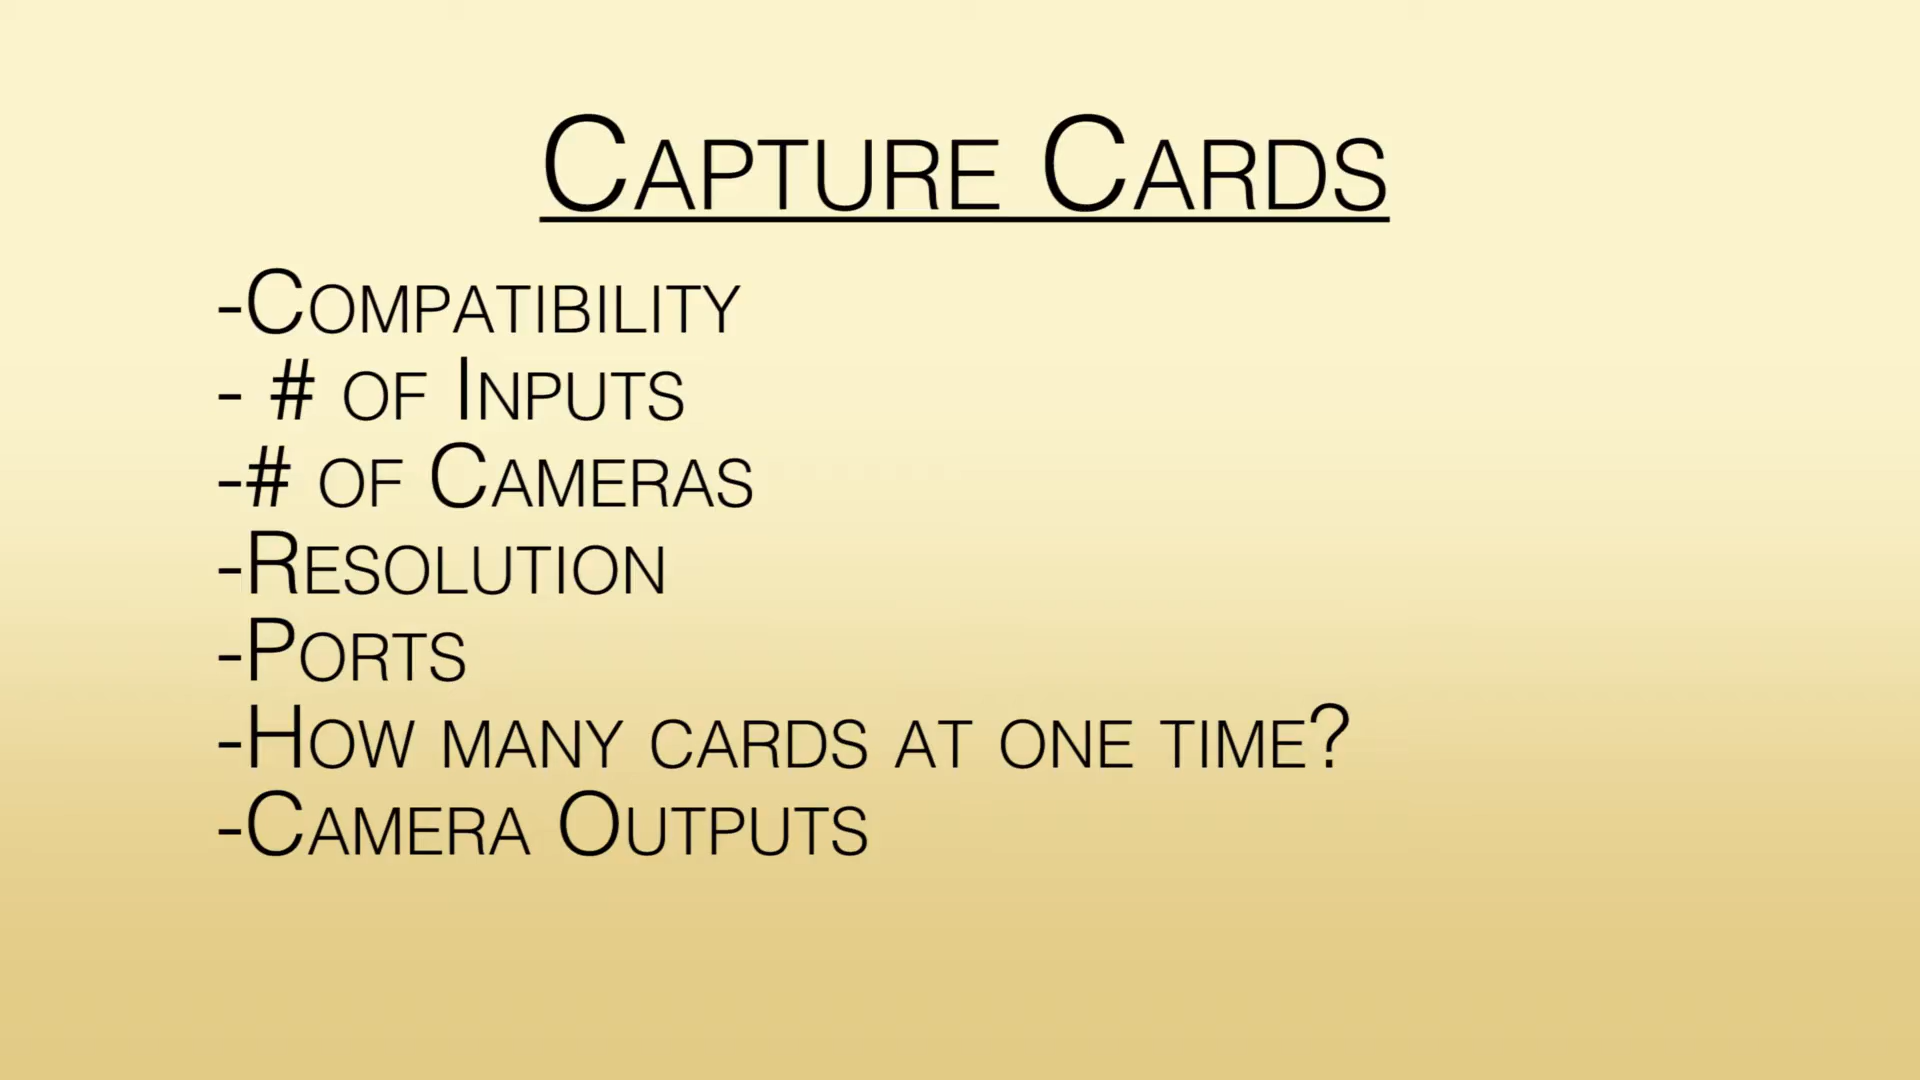 Capture Cards
-Compatibility
- # of Inputs
-# of Cameras
-Resolution
-Ports
-How many cards at one time?
-Camera Outputs